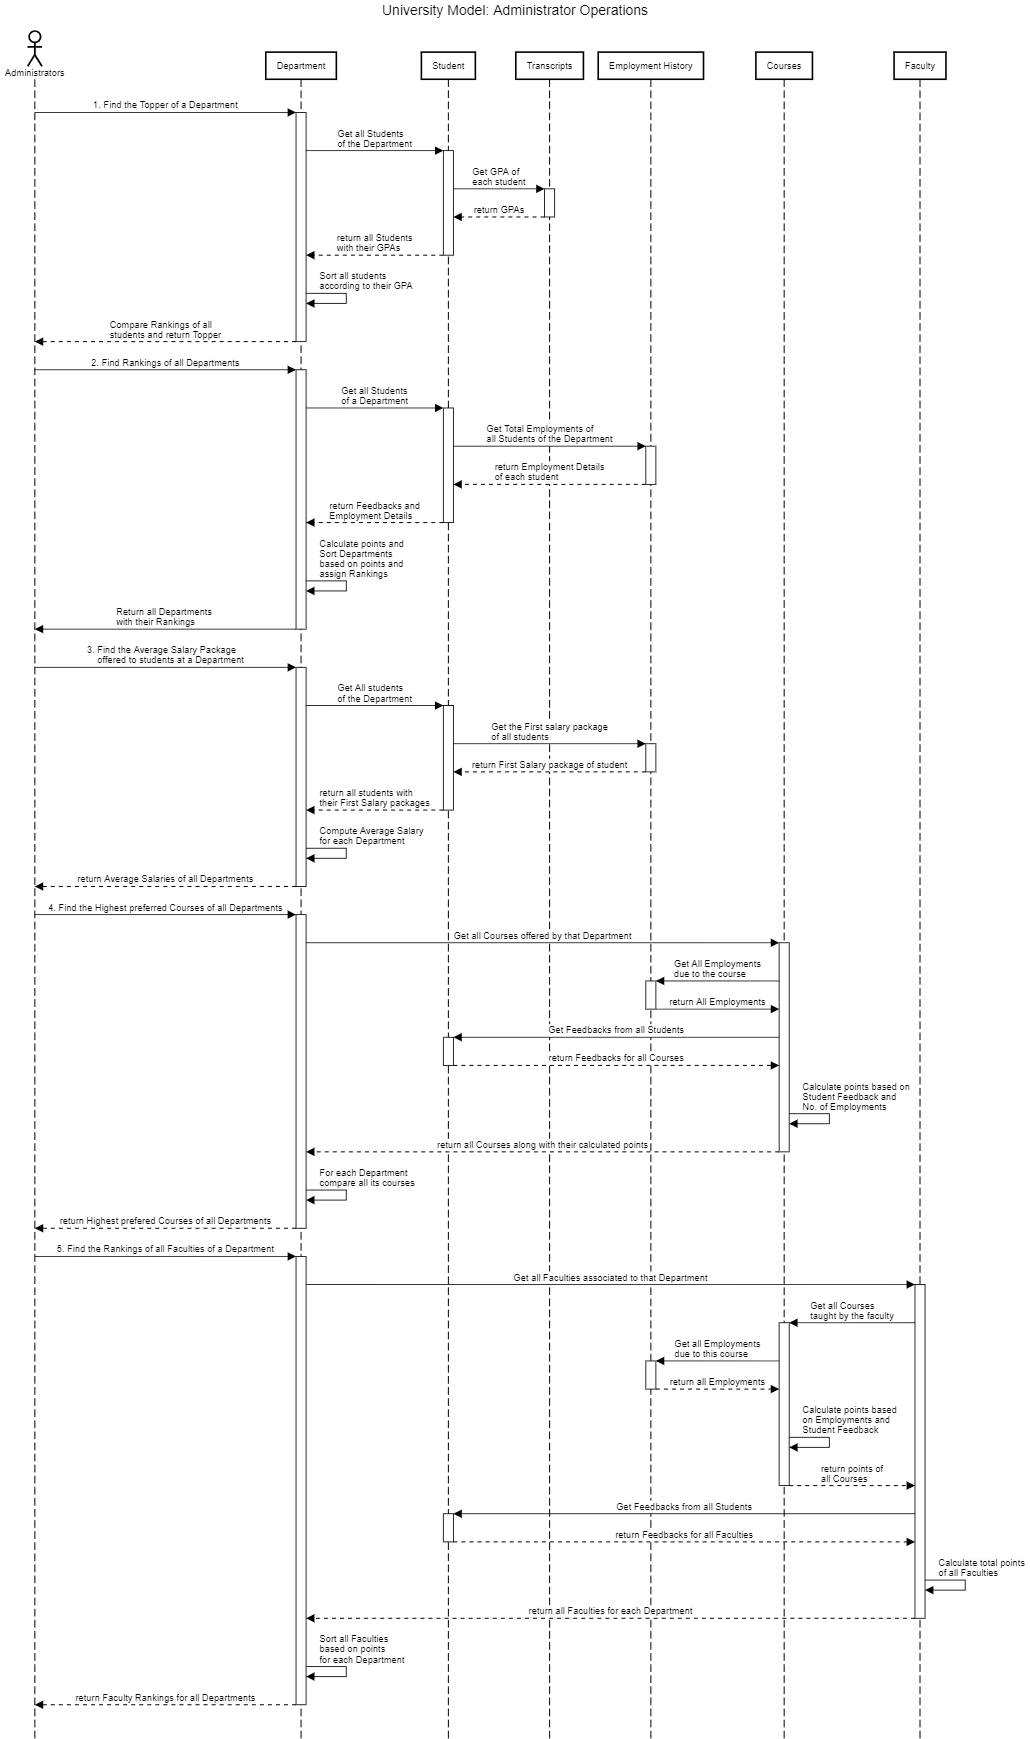 University Model: Administrator Operations
Administrators
Department
Student
Transcripts
Employment History
Courses
Faculty
1. Find the Topper of a Department
Get all Students
of the Department
Get GPA of
each student
return GPAs
return all Students
with their GPAs
Sort all students
according to their GPA
Compare Rankings of all
students and return Topper
2. Find Rankings of all Departments
Get all Students
of a Department
Get Total Employments of
all Students of the Department
return Employment Details
of each student
return Feedbacks and
Employment Details
Calculate points and
Sort Departments
based on points and
assign Rankings
Return all Departments
with their Rankings
3. Find the Average Salary Package
offered to students at a Department
Get All students
of the Department
Get the First salary package
of all students
return First Salary package of student
return all students with
their First Salary packages
Compute Average Salary
for each Department
return Average Salaries of all Departments
4. Find the Highest preferred Courses of all Departments
Get all Courses offered by that Department
Get All Employments
due to the course
return All Employments
Get Feedbacks from all Students
return Feedbacks for all Courses
Calculate points based on
Student Feedback and
No. of Employments
return all Courses along with their calculated points
For each Department
compare all its courses
return Highest prefered Courses of all Departments
5. Find the Rankings of all Faculties of a Department
Get all Faculties associated to that Department
Get all Courses
taught by the faculty
Get all Employments
due to this course
return all Employments
Calculate points based
on Employments and
Student Feedback
return points of
all Courses
Get Feedbacks from all Students
return Feedbacks for all Faculties
Calculate total points
of all Faculties
return all Faculties for each Department
Sort all Faculties
based on points
for each Department
return Faculty Rankings for all Departments